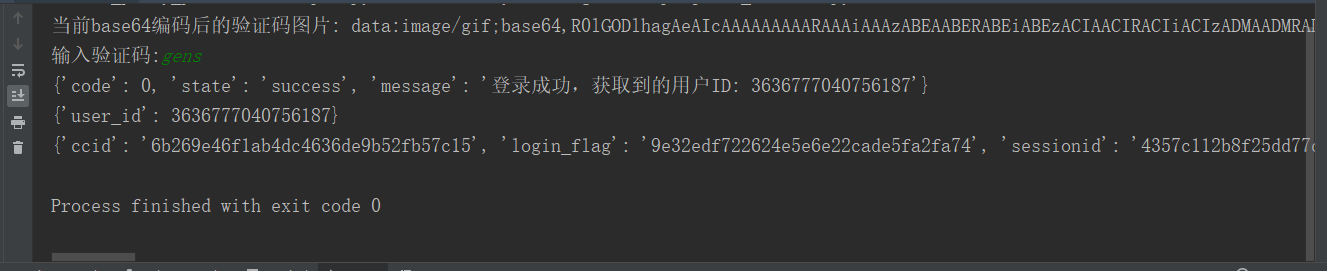 当前base64编码后的验证码图片: data:image/gif;base64,R0lGODlhagAeAIcAAAAAAAAARAAAiAAAzABEAABERABEiABEzACIAACIRACIiACIzADMAADMRAD
输入验证码:gens
{'code': 0, 'state': 'success', 'message': '登录成功，获取到的用户ID: 3636777040756187'}
{'user_id': 3636777040756187}
{'ccid': '6b269e46f1ab4dc4636de9b52fb57c15', 'login_flag': '9e32edf722624e5e6e22cade5fa2fa74', 'sessionid': '4357c112b8f25dd77c
Process finished with exit code 0